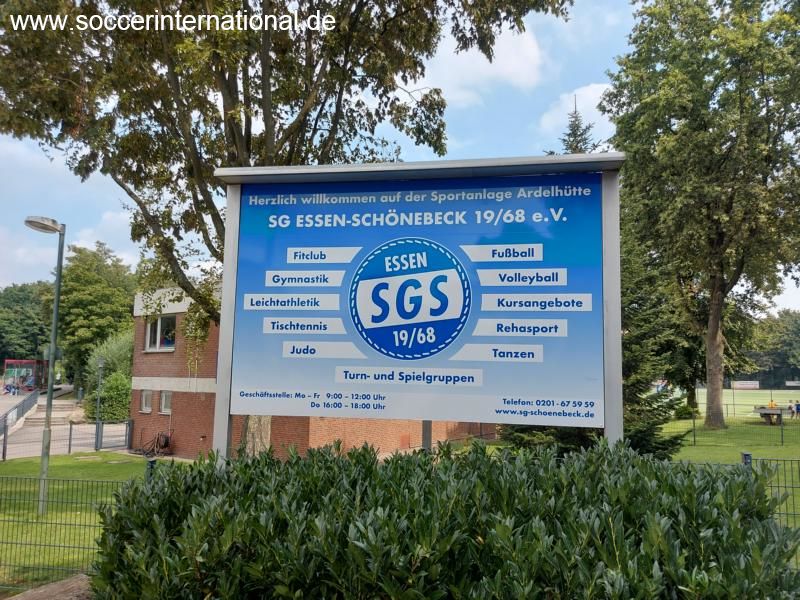 www.soccerinternational.de
Herzlich willkommen auf der Sportanlage Ardelhütte
SG ESSEN-SCHÖNEBECK 19/68 e.V.
Fitclub
Gymnastik
Leichtathletik
Tischtennis
Judo
ESSEN
SGS
19/68
Fußball
Volleyball
Kursangebote
Rehasport
Tanzen
Turn- und Spielgruppen
Geschäftsstelle: Mo – Fr 9:00 – 12:00 Uhr
Do 16:00 – 18:00 Uhr
Telefon: 0201 - 67 59 59
www.sg-schoenebeck.de